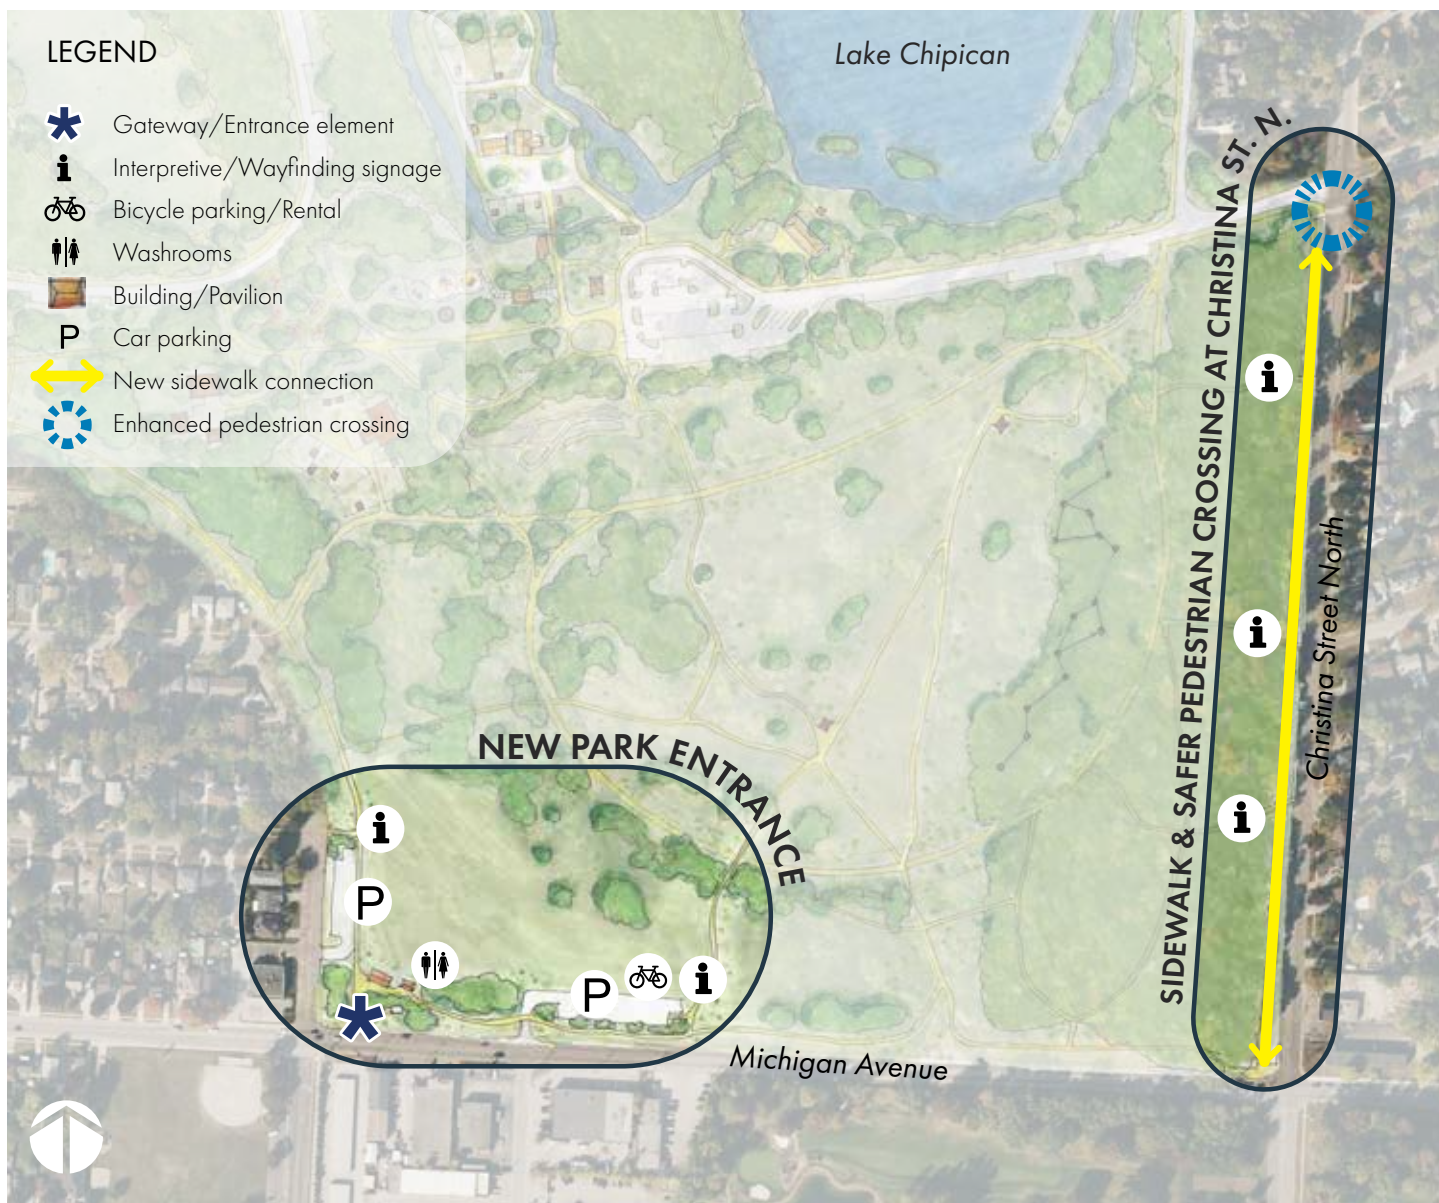 LEGEND
Gateway/Entrance element
Interpretive/Wayfinding signage
Bicycle parking/Rental
Washrooms
Building/Pavilion
P Car parking
New sidewalk connection
Enhanced pedestrian crossing
Lake Chipican
SIDEWALK & SAFER PEDESTRIAN CROSSING AT CHRISTINA ST. N.
Christina Street North
NEW PARK ENTRANCE
P
P
Michigan Avenue